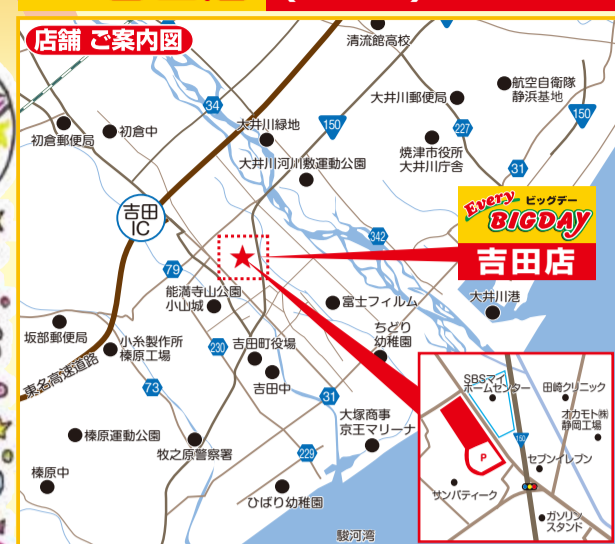 店舗 ご案内図
清流館高校
34
初倉郵便局
初倉中
大井川緑地
150
大井川郵便局
航空自衛隊
静浜基地
227
150
焼津市役所
大井川庁舎
大井川河川敷運動公園
31
吉田
IC
342
Every ビッグデー
BIGDAY
吉田店
79
能満寺山公園
小山城
富士フイルム
大井川港
坂部郵便局
小糸製作所
榛原工場
230
吉田町役場
ちどり
幼稚園
東名高速道路
73
吉田中
31
榛原運動公園
牧之原警察署
大塚商事
京王マリーナ
229
榛原中
ひばり幼稚園
駿河湾
SBSマイ
ホームセンター
田崎クリニック
オカモト㈱
静岡工場
150
P
セブンイレブン
サンパティーク
ガソリン
スタンド